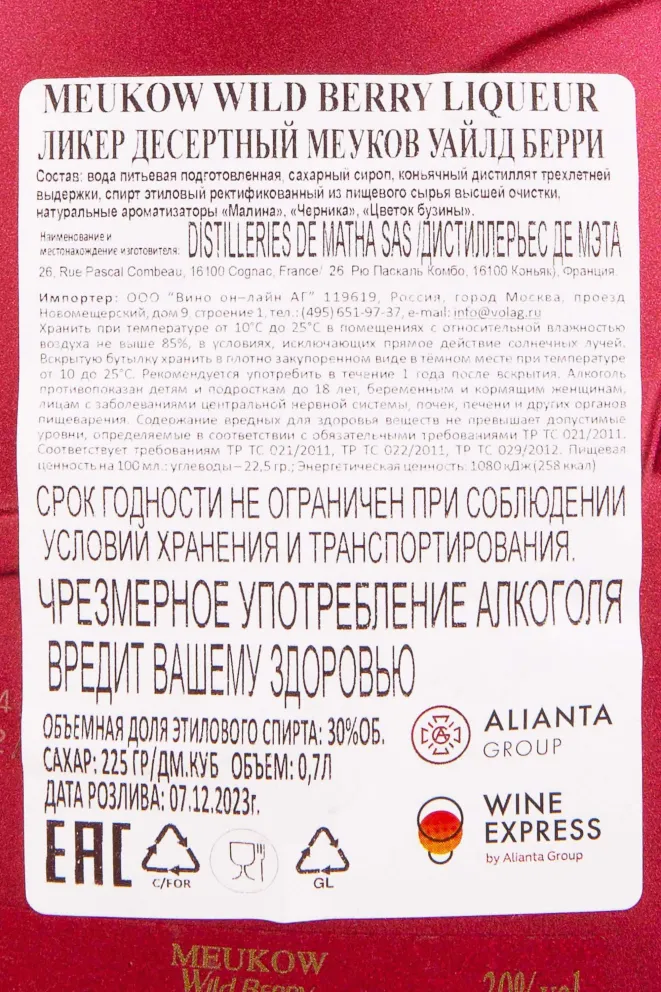 MEUKOW WILD BERRY LIQUEUR
ЛИКЕР ДЕСЕРТНЫЙ МЕУКОВ УАЙЛД БЕРРИ
Состав: вода питьевая подготовленная, сахарный сироп, коньячный дистиллят трехлетней
выдержки, спирт этиловый ректификованный из пищевого сырья высшей очистки,
натуральные ароматизаторы «Малина», «Черника», «Цветок бузины».
Наименование и
местонахождение изготовителя: DISTILLERIES DE MATHA SAS /ДИСТИЛЛЕРЬЕС ДЕ МЭТА
26, Rue Pascal Combeau, 16100 Cognac, France/ 26 Рю Паскаль Комбо, 16100 Коньяк), Франция.
Импортер: ООО "Вино он-лайн АГ" 119619, Россия, город Москва, проезд
Новомещерский, дом 9, строение 1, тел.: (495) 651-97-37, e-mail: info@volag.ru
Хранить при температуре от 10°С до 25°С в помещениях с относительной влажностью
воздуха не выше 85%, в условиях, исключающих прямое действие солнечных лучей.
Вскрытую бутылку хранить в плотно закупоренном виде в тёмном месте при температуре
от 10 до 25°С. Рекомендуется употребить в течение 1 года после вскрытия. Алкоголь
противопоказан детям и подросткам до 18 лет, беременным и кормящим женщинам,
лицам с заболеваниями центральной нервной системы, почек, печени и других органов
пищеварения. Содержание вредных для здоровья веществ не превышает допустимые
уровни, определяемые в соответствии с обязательными требованиями ТР ТС 021/2011.
Соответствует требованиям ТР ТС 021/2011, ТР ТС 022/2011, ТР ТС 029/2012. Пищевая
ценность на 100 мл.: углеводы – 22,5 гр.; Энергетическая ценность: 1080 кДж (258 ккал)
СРОК ГОДНОСТИ НЕ ОГРАНИЧЕН ПРИ СОБЛЮДЕНИИ
УСЛОВИЙ ХРАНЕНИЯ И ТРАНСПОРТИРОВАНИЯ.
ЧРЕЗМЕРНОЕ УПОТРЕБЛЕНИЕ АЛКОГОЛЯ
ВРЕДИТ ВАШЕМУ ЗДОРОВЬЮ
ОБЪЕМНАЯ ДОЛЯ ЭТИЛОВОГО СПИРТА: 30%ОБ.
САХАР: 225 ГР/ДМ.КУБ ОБЪЕМ: 0,7Л
ДАТА РОЗЛИВА: 07.12.2023г.
ALIANTA
GROUP
WINE
EXPRESS
by Alianta Group
EAC
C/FOR
GL
MEUKOW
Wild Berry